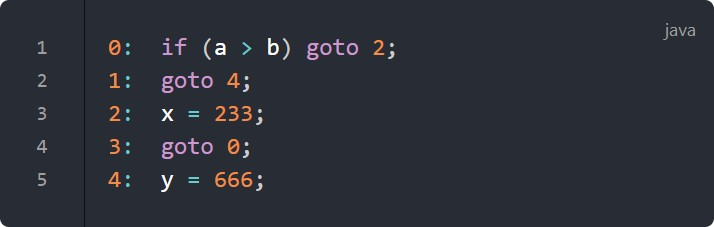 java
1 0: if (a > b) goto 2;
2 1: goto 4;
3 2: x = 233;
4 3: goto 0;
5 4: y = 666;